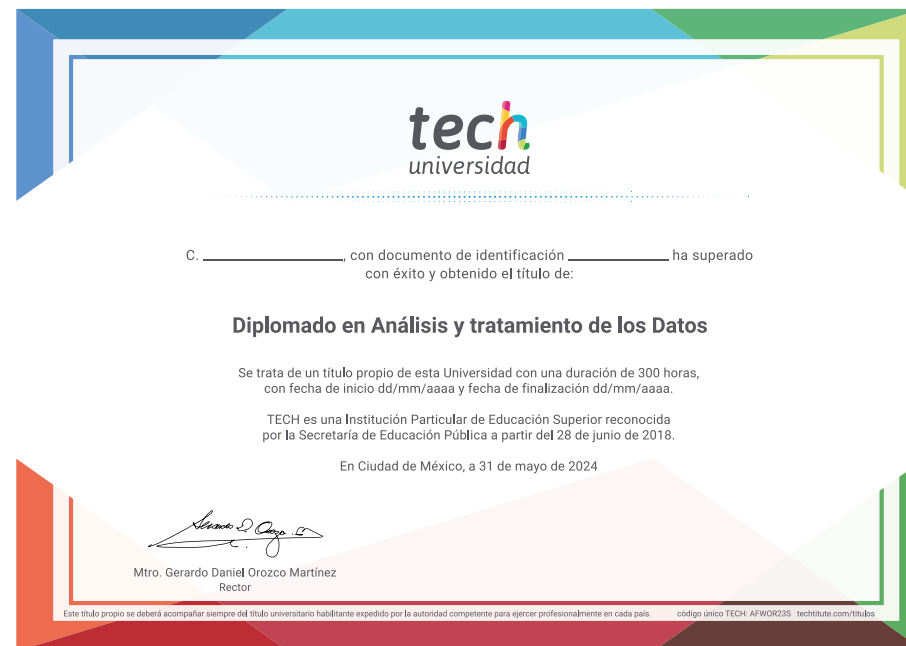 tech
universidad
C. ____________, con documento de identificación ____________ ha superado
con éxito y obtenido el título de:
Diplomado en Análisis y tratamiento de los Datos
Se trata de un título propio de esta Universidad con una duración de 300 horas,
con fecha de inicio dd/mm/aaaa y fecha de finalización dd/mm/aaaa.
TECH es una Institución Particular de Educación Superior reconocida
por la Secretaría de Educación Pública a partir del 28 de junio de 2018.
En Ciudad de México, a 31 de mayo de 2024
Mtro. Gerardo Daniel Orozco Martínez
Rector
Este título propio se deberá acompañar siempre del título universitario habilitante expedido por la autoridad competente para ejercer profesionalmente en cada país. código único TECH: AFWOR23S techtitute.com/titulos